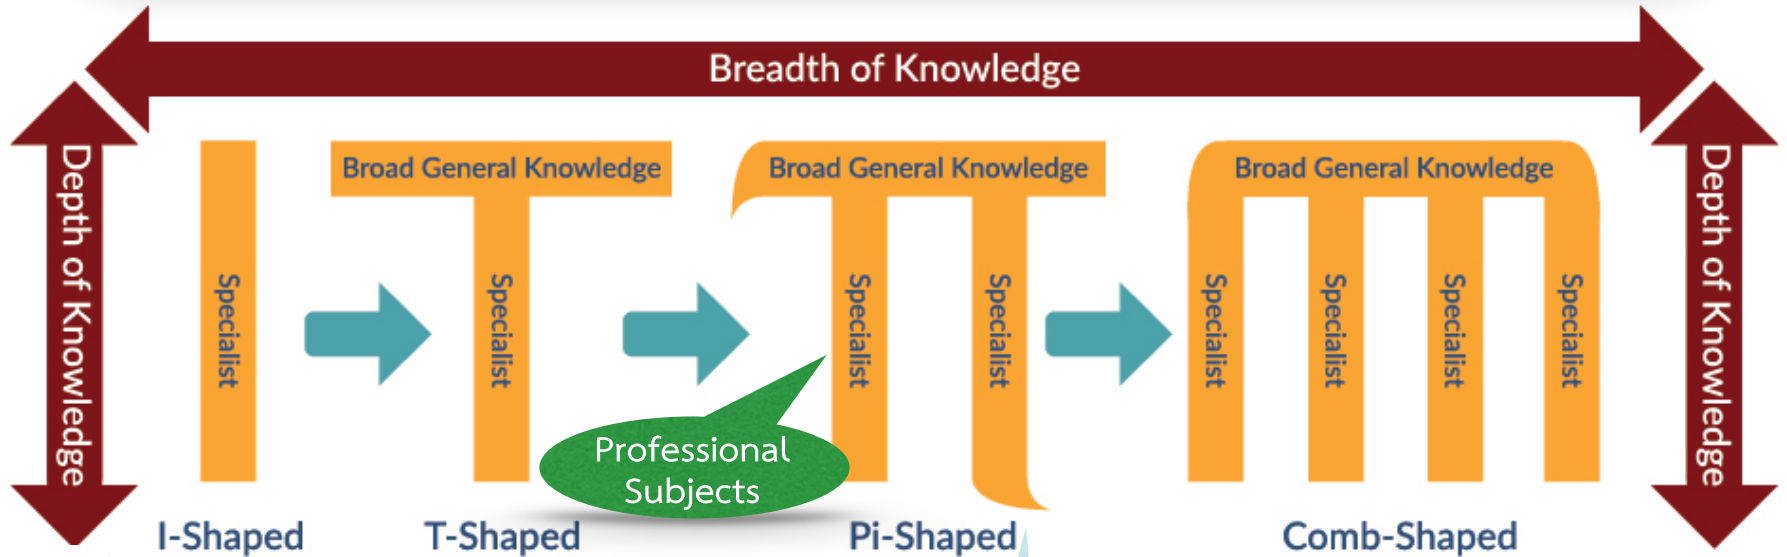 Breadth of Knowledge
Depth of Knowledge
Specialist
Broad General Knowledge
Specialist
Broad General Knowledge
Specialist
Specialist
Broad General Knowledge
Specialist
Specialist
Specialist
Specialist
Depth of Knowledge
Professional
Subjects
I-Shaped
T-Shaped
Pi-Shaped
Comb-Shaped